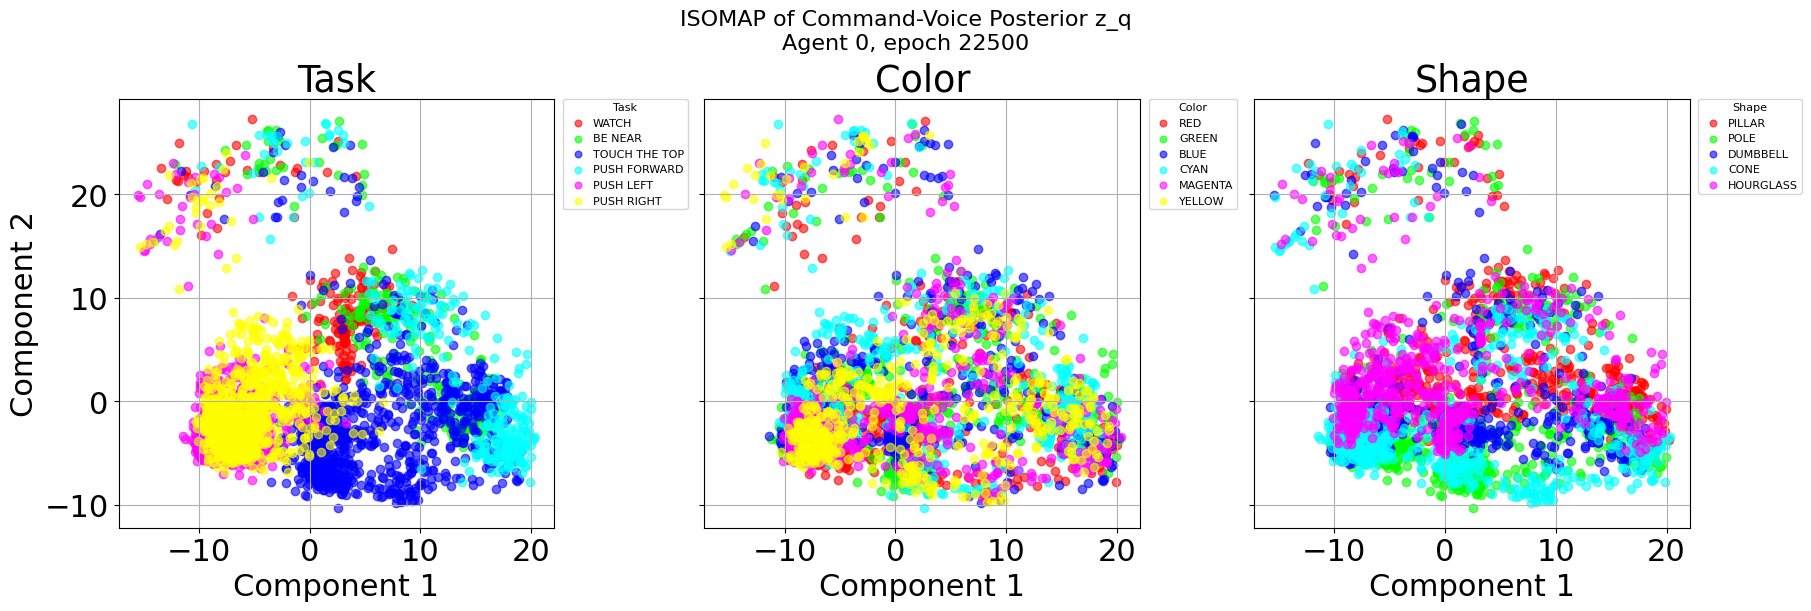 ISOMAP of Command-Voice Posterior z_q
Agent 0, epoch 22500
Task
Color
Shape
Component 2
20
10
0
−10
−10
0
10
20
Component 1
Task
WATCH
BE NEAR
TOUCH THE TOP
PUSH FORWARD
PUSH LEFT
PUSH RIGHT
−10
0
10
20
Component 1
Color
RED
GREEN
BLUE
CYAN
MAGENTA
YELLOW
−10
0
10
20
Component 1
Shape
PILLAR
POLE
DUMBBELL
CONE
HOURGLASS